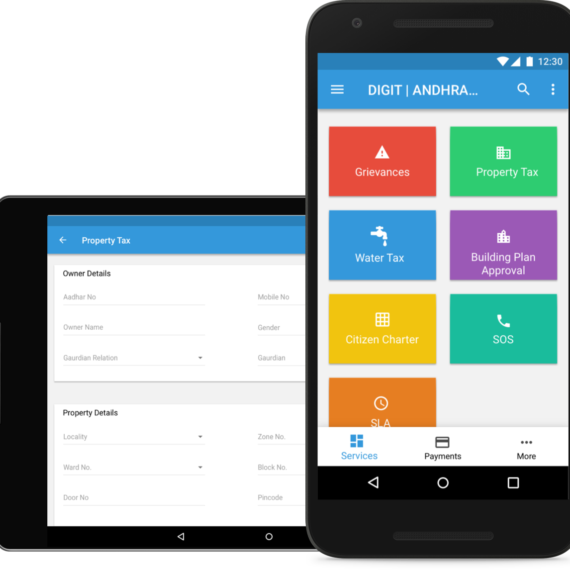 12:30
DIGIT | ANDHRA...
Grievances
Property Tax
Water Tax
Building Plan
Approval
Citizen Charter
SOS
SLA
Services
Payments
More
Property Tax
Owner Details
Aadhar No
Mobile No
Owner Name
Gender
Gaurdian Relation
Gaurdian
Property Details
Locality
Zone No.
Ward No.
Block No.
Door No
Pincode